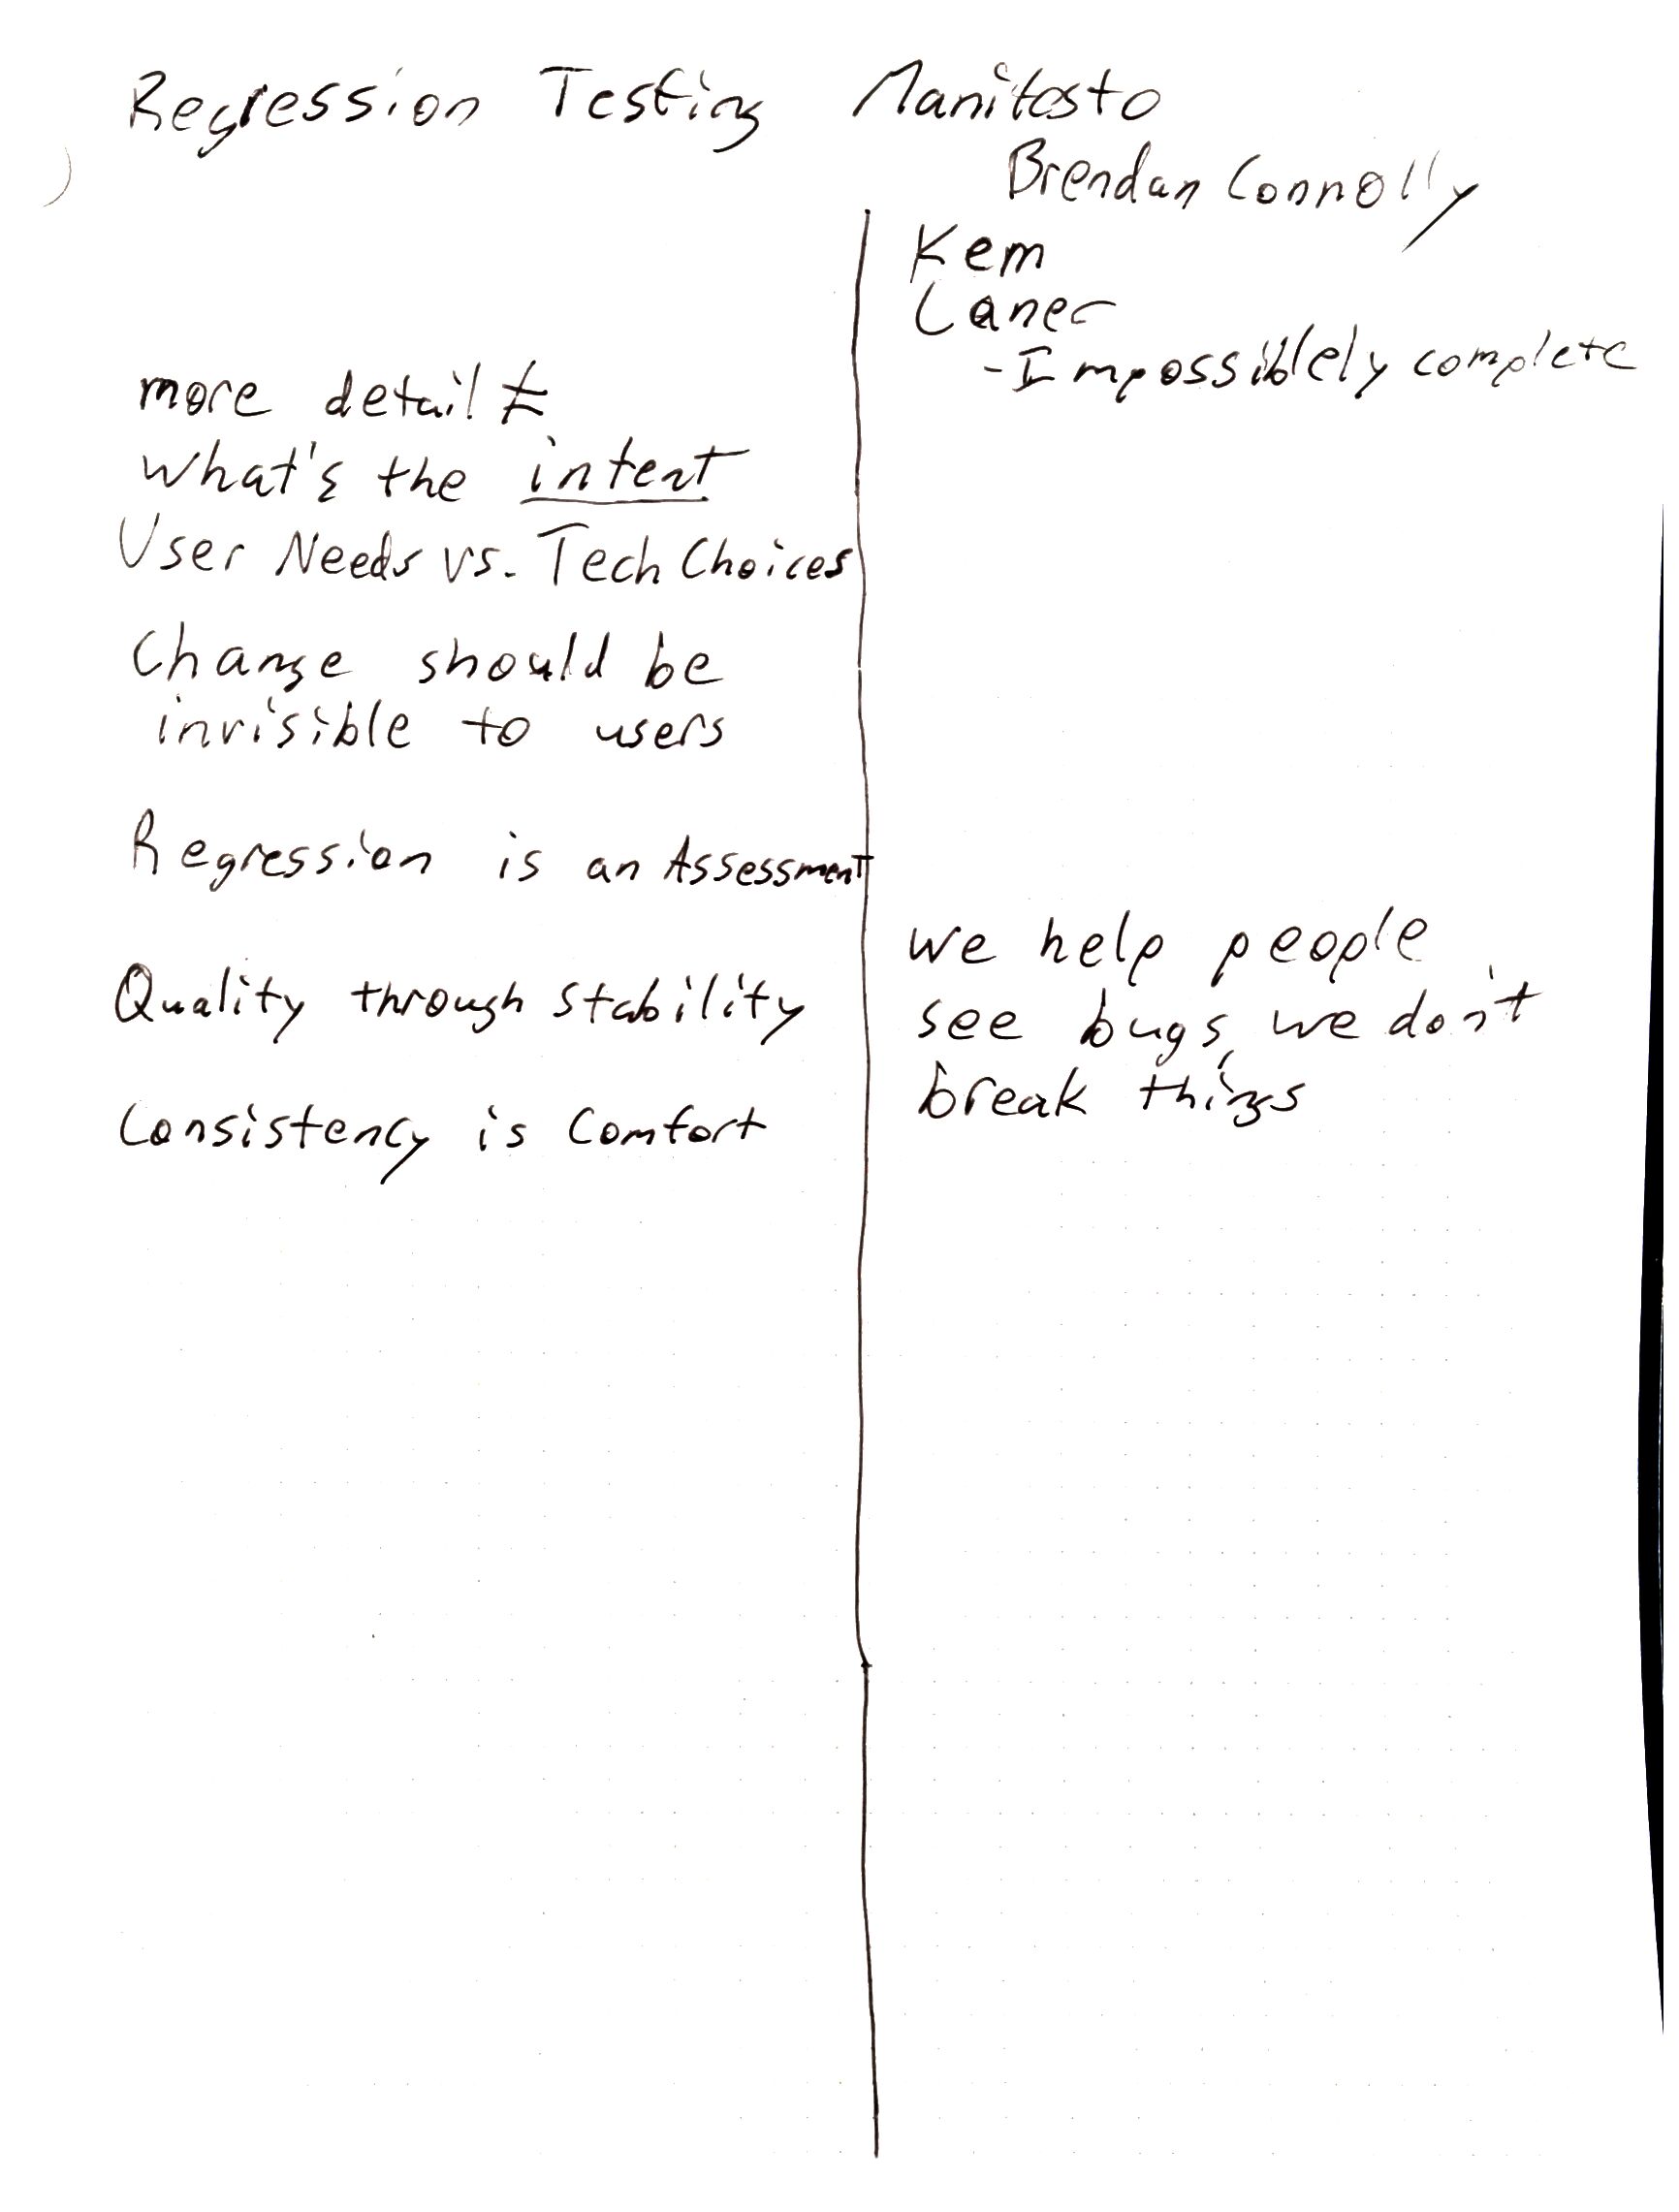 Regression Testing Manifesto
Brendan Connolly
more detail ≠
what's the intent
User Needs vs. Tech Choices
Change should be
invisible to users
Regression is an Assessment
Quality through stability
Consistency is Comfort
Kem
Caner
-Impossiblely complete
we help people
see bugs, we don't
break things